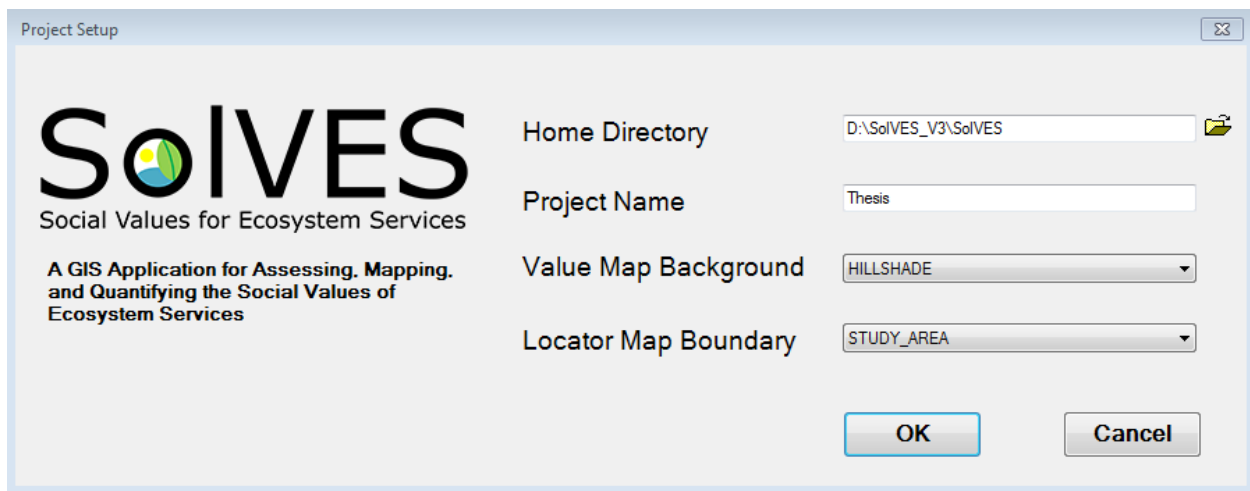 Project Setup
SolVES
Social Values for Ecosystem Services
A GIS Application for Assessing, Mapping,
and Quantifying the Social Values of
Ecosystem Services
Home Directory
D:\SolVES_V3\SolVES
Project Name
Thesis
Value Map Background
HILLSHADE
Locator Map Boundary
STUDY_AREA
OK
Cancel